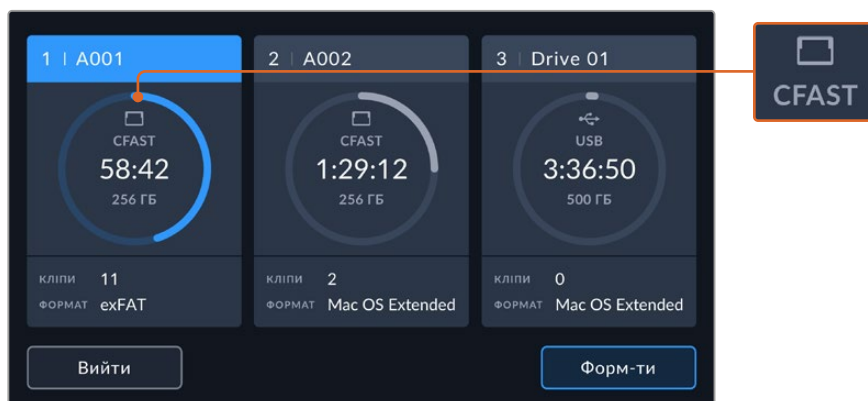 1 | A001
CFAST
58:42
256 ГБ
кліпи 11
ФОРМАТ exFAT
2 | A002
CFAST
1:29:12
256 ГБ
кліпи 2
ФОРМАТ Mac OS Extended
3 | Drive 01
USB
3:36:50
500 ГБ
кліпи 0
ФОРМАТ Mac OS Extended
Вийти
Форм-ти
CFAST